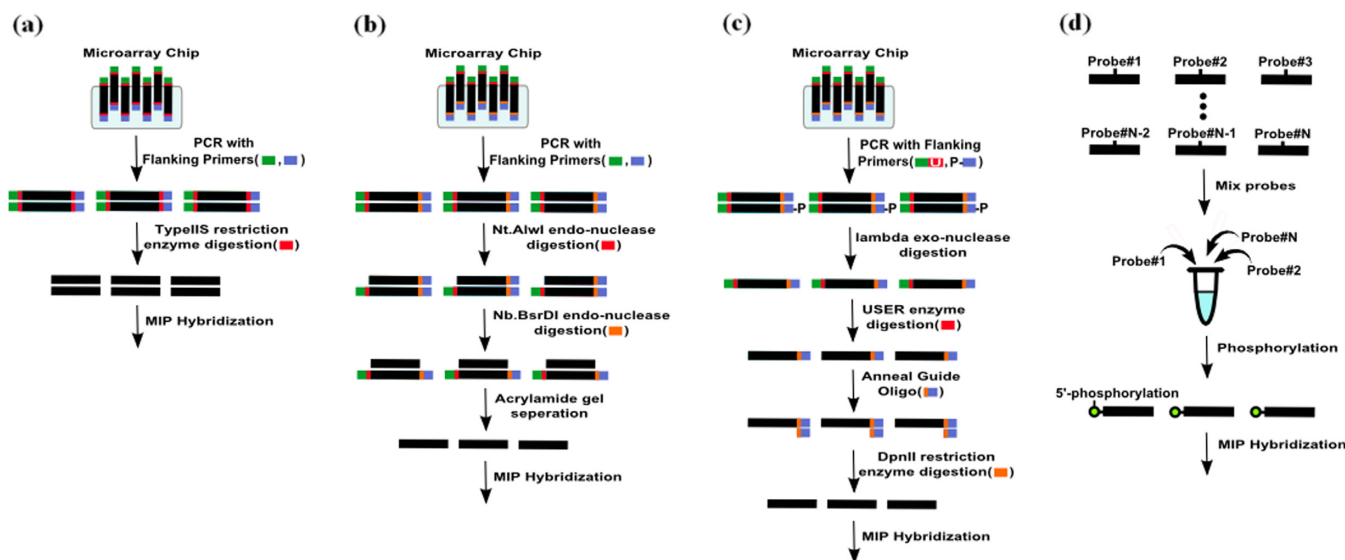 (a)
Microarray Chip
PCR with
Flanking Primers( , )
TypeIIS restriction
enzyme digestion( )
MIP Hybridization
(b)
Microarray Chip
PCR with
Flanking Primers( , )
Nt.AlwI endo-nuclease
digestion( )
Nb.BsrDI endo-nuclease
digestion( )
Acrylamide gel
seperation
MIP Hybridization
(c)
Microarray Chip
PCR with Flanking
Primers( U ,P- )
-P -P -P
lambda exo-nuclease
digestion
USER enzyme
digestion( )
Anneal Guide
Oligo( )
DpnII restriction
enzyme digestion( )
MIP Hybridization
(d)
Probe#1 Probe#2 Probe#3
Probe#N-2 Probe#N-1 Probe#N
Mix probes
Probe#N
Probe#1 Probe#2
Phosphorylation
5'-phosphorylation
MIP Hybridization